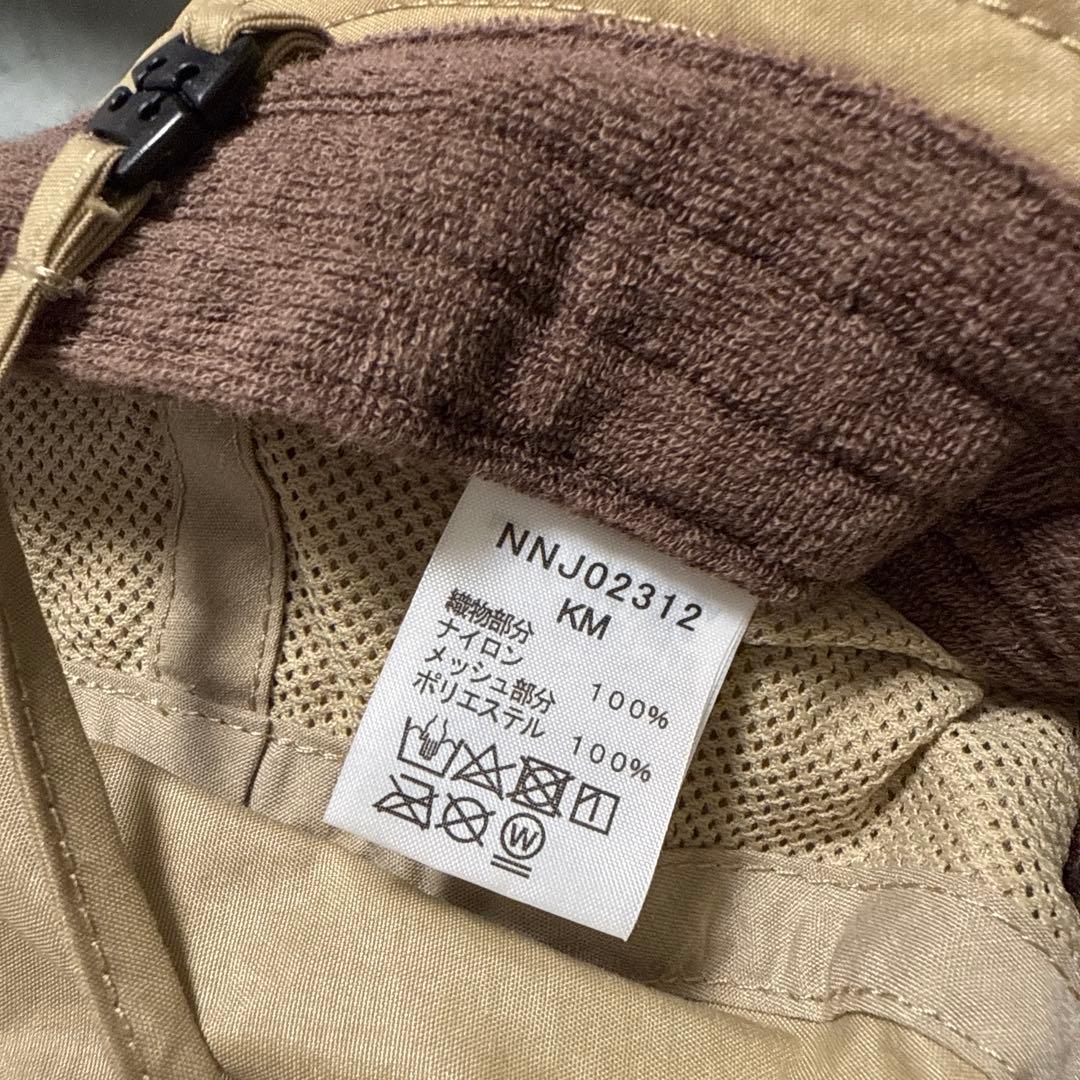 NNJ02312
KM
織物部分
ナイロン 100%
メッシュ部分
ポリエステル 100%
W